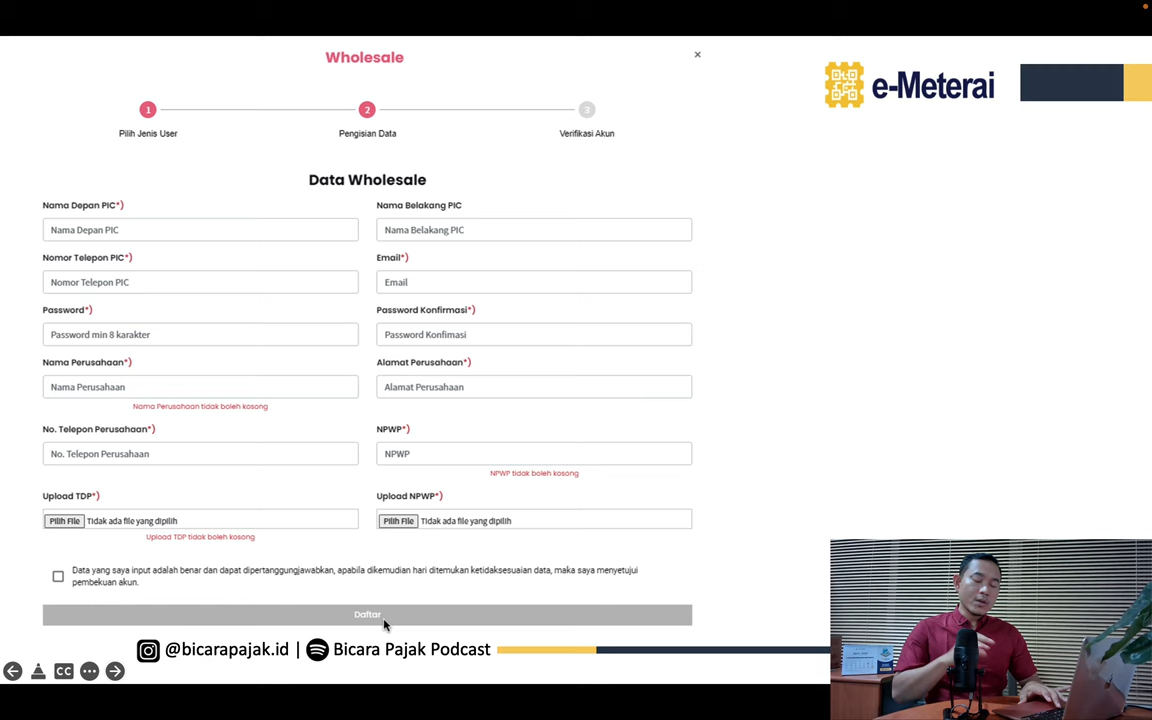 Wholesale
×
e-Meterai
1
2
3
Pilih Jenis User
Pengisian Data
Verifikasi Akun
Data Wholesale
Nama Depan PIC*)
Nama Belakang PIC
Nama Depan PIC
Nama Belakang PIC
Nomor Telepon PIC*)
Email*)
Nomor Telepon PIC
Email
Password*)
Password Konfirmasi*)
Password min 8 karakter
Password Konfimasi
Nama Perusahaan*)
Alamat Perusahaan*)
Nama Perusahaan
Alamat Perusahaan
Nama Perusahaan tidak boleh kosong
No. Telepon Perusahaan*)
NPWP*)
No. Telepon Perusahaan
NPWP
NPWP tidak boleh kosong
Upload TDP*)
Upload NPWP*)
Pilih File Tidak ada file yang dipilih
Pilih File Tidak ada file yang dipilih
Upload TDP tidak boleh kosong
Data yang saya input adalah benar dan dapat dipertanggungjawabkan, apabila dikemudian hari ditemukan ketidaksesuaian data, maka saya menyetujui
pembekuan akun.
Daftar
@bicarapajak.id | Bicara Pajak Podcast
CC